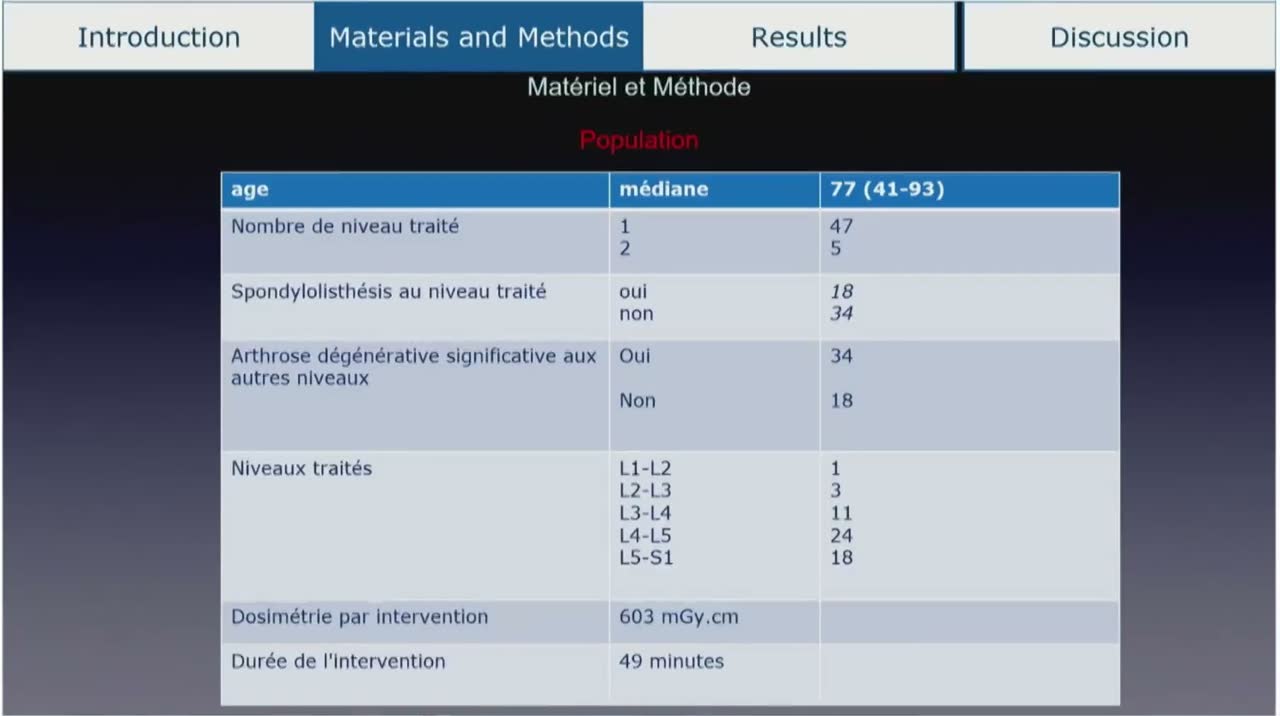 Introduction
Materials and Methods
Results
Discussion
Matériel et Méthode
Population
age médiane 77 (41-93)
Nombre de niveau traité 1 47
2 5
Spondylolisthésis au niveau traité oui 18
non 34
Arthrose dégénérative significative aux Oui 34
autres niveaux
Non 18
Niveaux traités L1-L2 1
L2-L3 3
L3-L4 11
L4-L5 24
L5-S1 18
Dosimétrie par intervention 603 mGy.cm
Durée de l'intervention 49 minutes